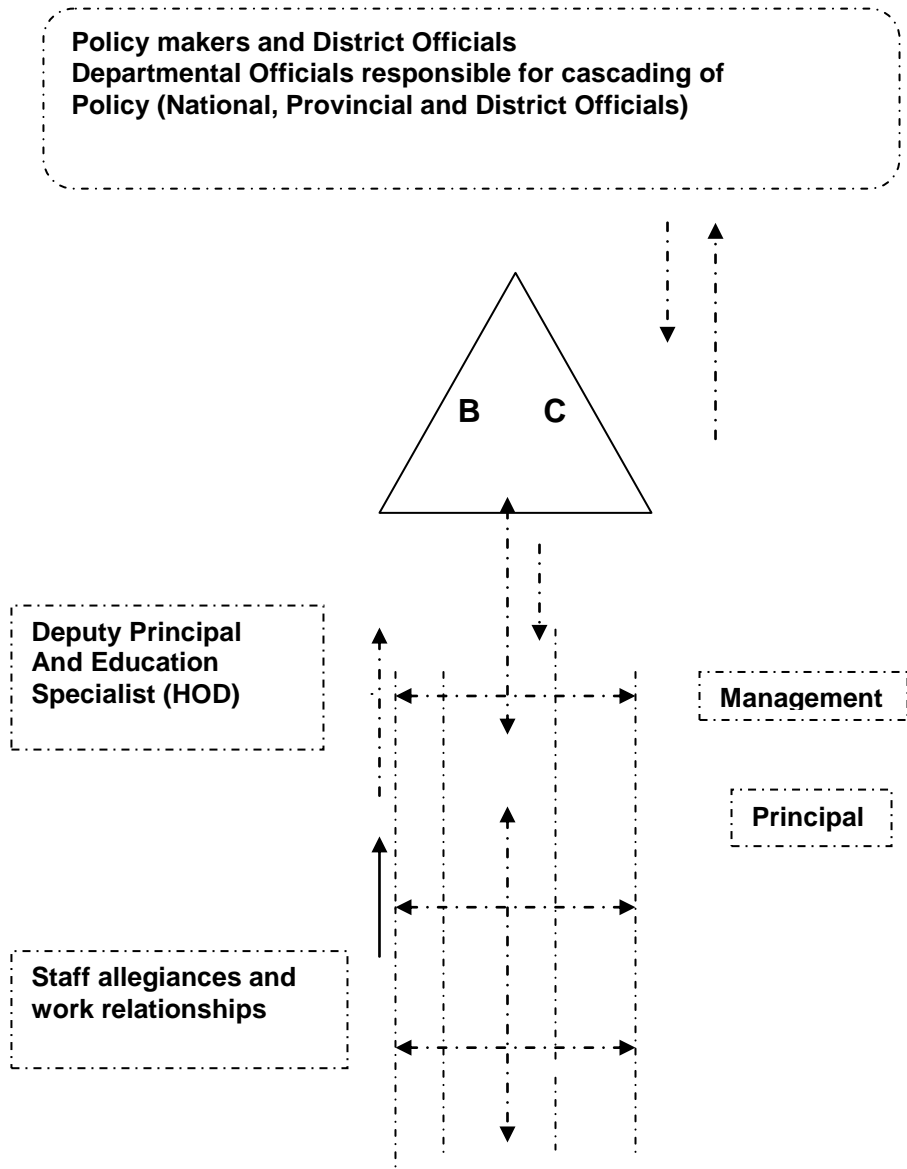 Policy makers and District Officials
Departmental Officials responsible for cascading of
Policy (National, Provincial and District Officials)
B C
Deputy Principal
And Education
Specialist (HOD)
Management
Principal
Staff allegiances and
work relationships